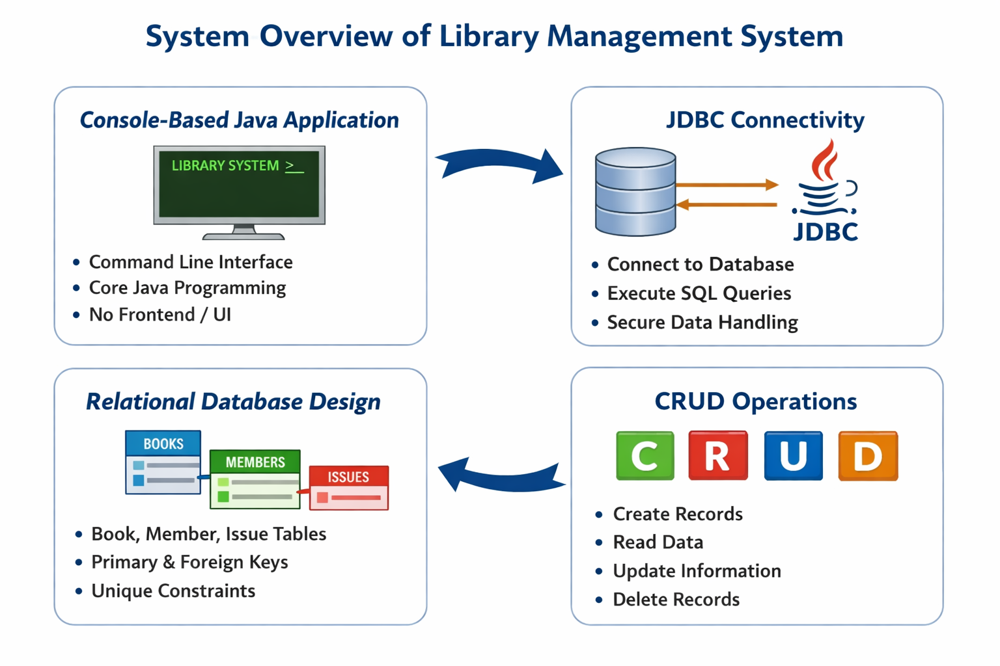 System Overview of Library Management System
Console-Based Java Application
LIBRARY SYSTEM >_
• Command Line Interface
• Core Java Programming
• No Frontend / UI
JDBC Connectivity
JDBC
• Connect to Database
• Execute SQL Queries
• Secure Data Handling
Relational Database Design
BOOKS
MEMBERS
ISSUES
• Book, Member, Issue Tables
• Primary & Foreign Keys
• Unique Constraints
CRUD Operations
C R U D
• Create Records
• Read Data
• Update Information
• Delete Records